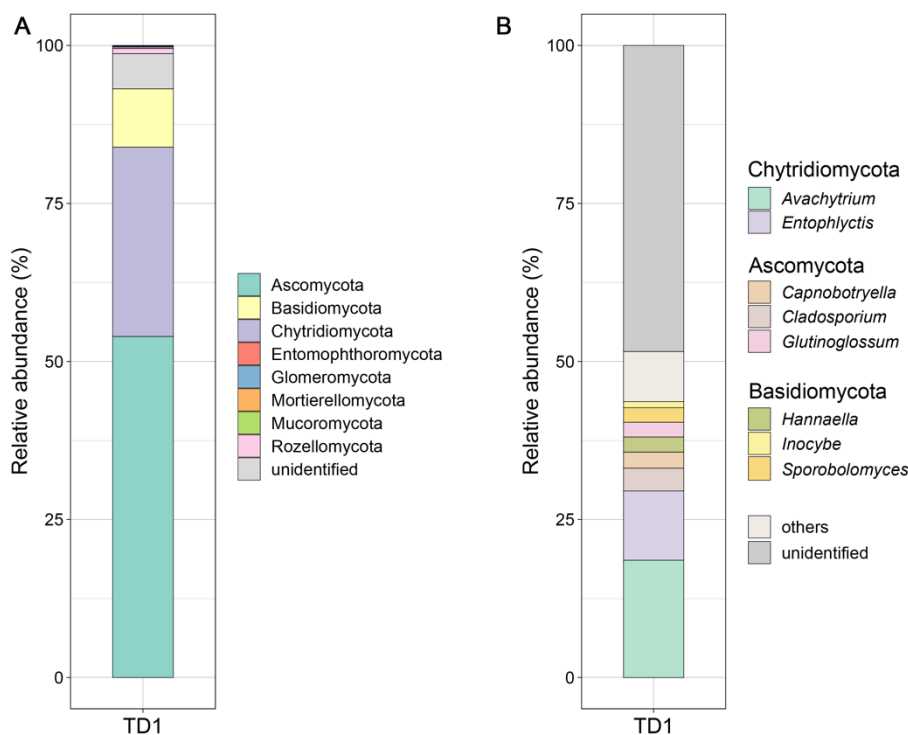 A
Relative abundance (%)
100
75
50
25
0
TD1
Ascomycota
Basidiomycota
Chytridiomycota
Entomophthoromycota
Glomeromycota
Mortierellomycota
Mucoromycota
Rozellomycota
unidentified
B
Relative abundance (%)
100
75
50
25
0
TD1
Chytridiomycota
Avachytrium
Entophlyctis
Ascomycota
Capnobotryella
Cladosporium
Glutinoglossum
Basidiomycota
Hannaella
Inocybe
Sporobolomyces
others
unidentified